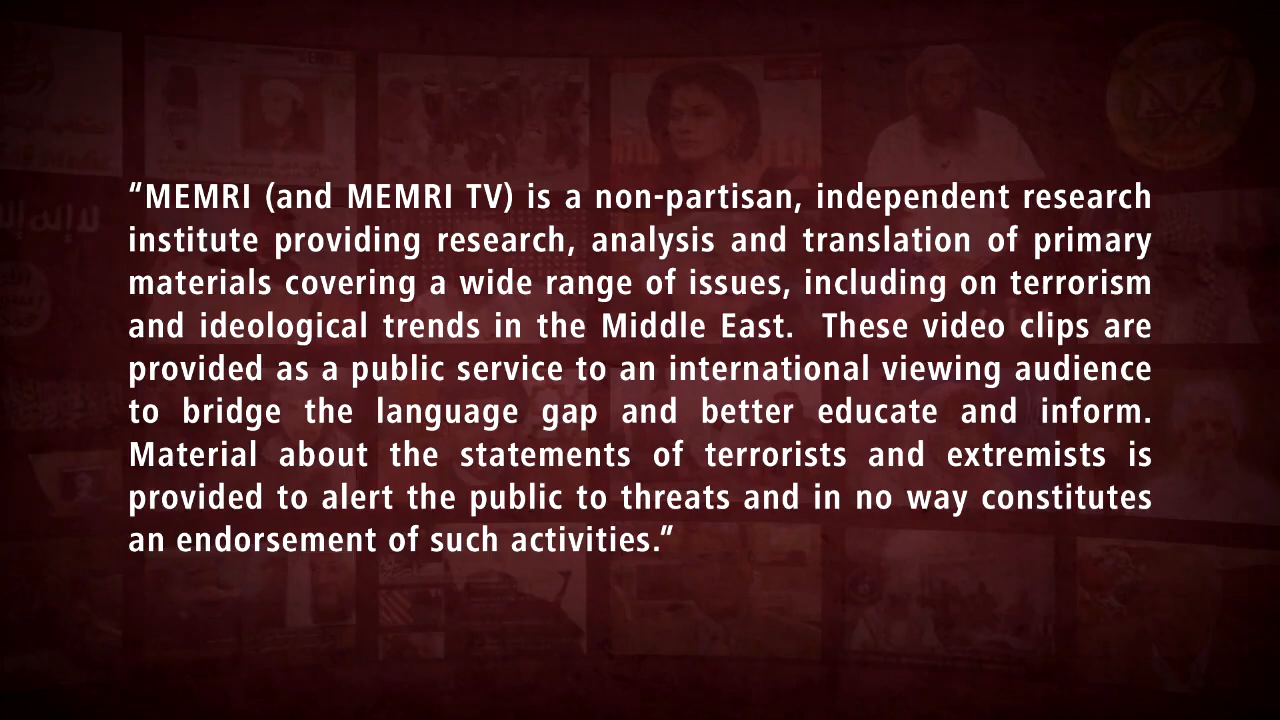 “MEMRI (and MEMRI TV) is a non-partisan, independent research
institute providing research, analysis and translation of primary
materials covering a wide range of issues, including on terrorism
and ideological trends in the Middle East. These video clips are
provided as a public service to an international viewing audience
to bridge the language gap and better educate and inform.
Material about the statements of terrorists and extremists is
provided to alert the public to threats and in no way constitutes
an endorsement of such activities.”